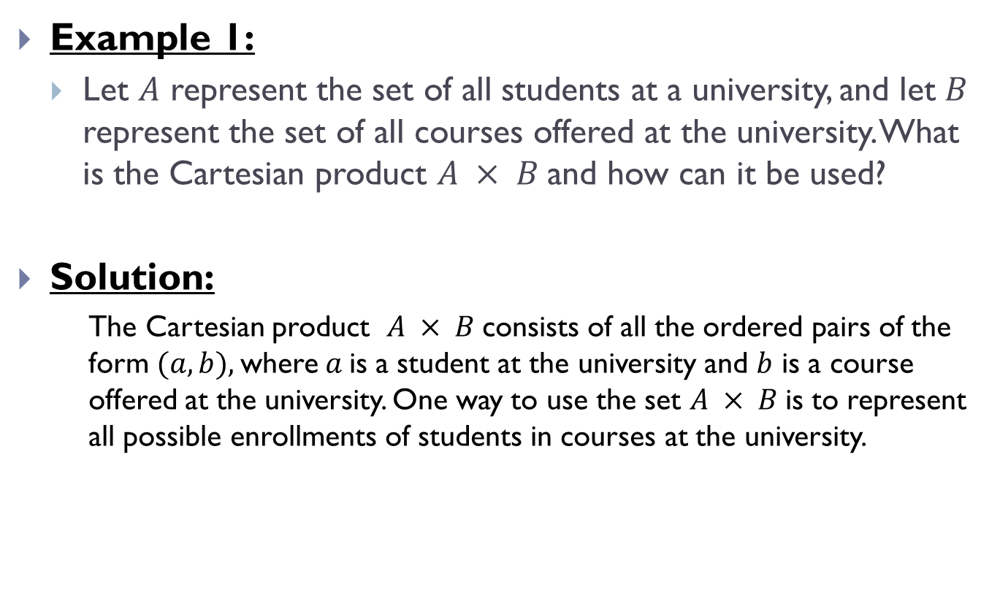 Example 1:
Let A represent the set of all students at a university, and let B
represent the set of all courses offered at the university. What
is the Cartesian product A × B and how can it be used?
Solution:
The Cartesian product A × B consists of all the ordered pairs of the
form (a, b), where a is a student at the university and b is a course
offered at the university. One way to use the set A × B is to represent
all possible enrollments of students in courses at the university.